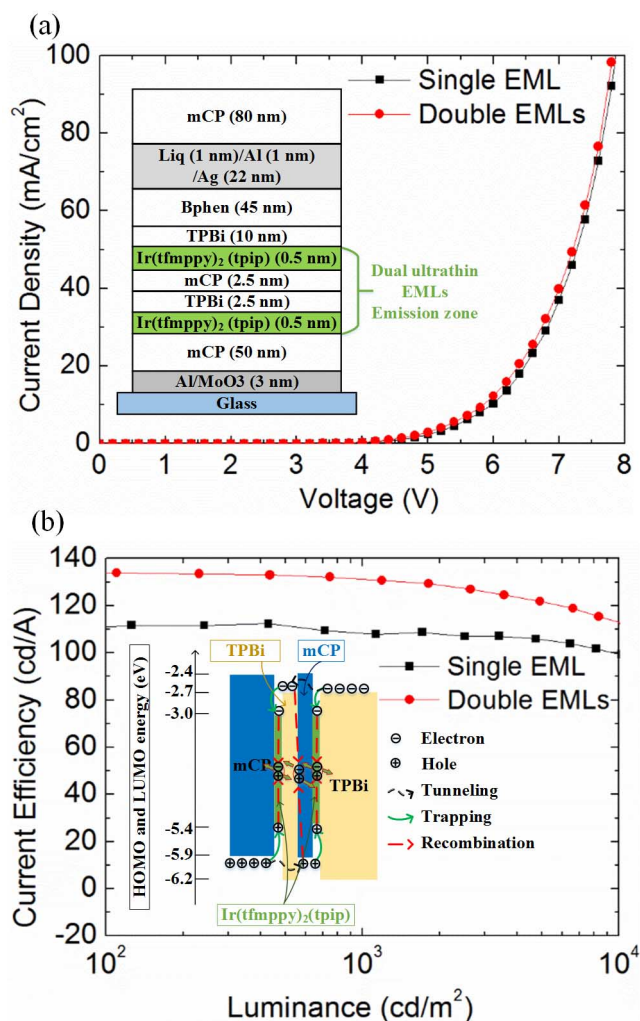 (a)
100
80
60
40
20
0
Current Density (mA/cm²)
Single EML
Double EMLs
mCP (80 nm)
Liq (1 nm)/Al (1 nm)
/Ag (22 nm)
Bphen (45 nm)
TPBi (10 nm)
Ir(tfmppy)₂ (tpip) (0.5 nm)
mCP (2.5 nm)
TPBi (2.5 nm)
Ir(tfmppy)₂ (tpip) (0.5 nm)
mCP (50 nm)
Al/MoO3 (3 nm)
Glass
Dual ultrathin
EMLs
Emission zone
0 1 2 3 4 5 6 7 8
Voltage (V)
(b)
140
120
100
80
60
40
20
0
-20
Current Efficiency (cd/A)
Single EML
Double EMLs
Electron
Hole
Tunneling
Trapping
Recombination
HOMO and LUMO energy (eV)
-2.4
-2.7
-3.0
-5.4
-5.9
-6.2
TPBi
mCP
mCP
TPBi
Ir(tfmppy)₂(tpip)
10² 10³ 10⁴
Luminance (cd/m²)